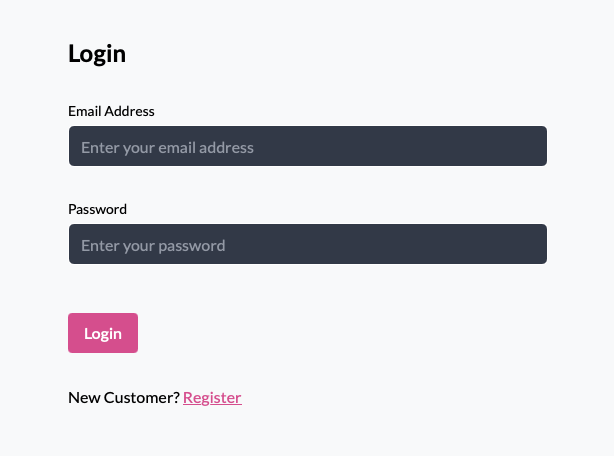 Login
Email Address
Enter your email address
Password
Enter your password
Login
New Customer? Register